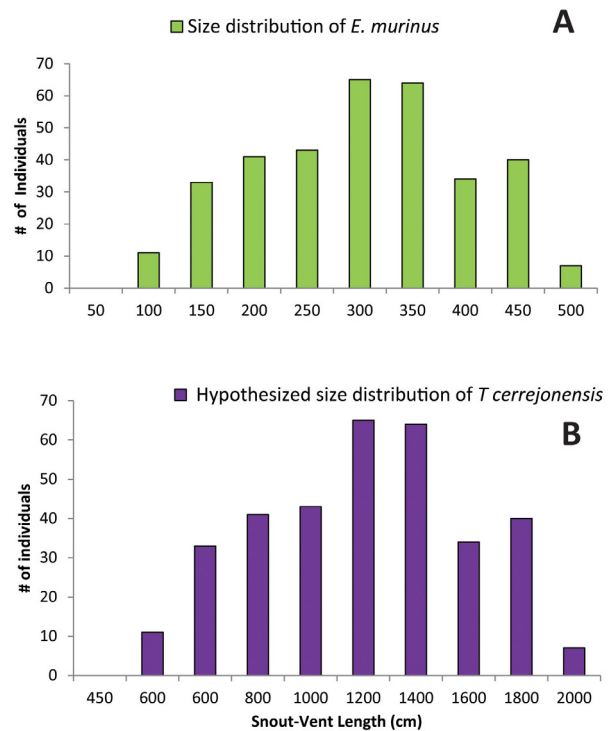 Size distribution of E. murinus
A
70
60
50
40
30
20
10
0
# of Individuals
50 100 150 200 250 300 350 400 450 500
Hypothesized size distribution of T cerrejonensis
B
70
60
50
40
30
20
10
0
# of individuals
450 600 600 800 1000 1200 1400 1600 1800 2000
Snout-Vent Length (cm)